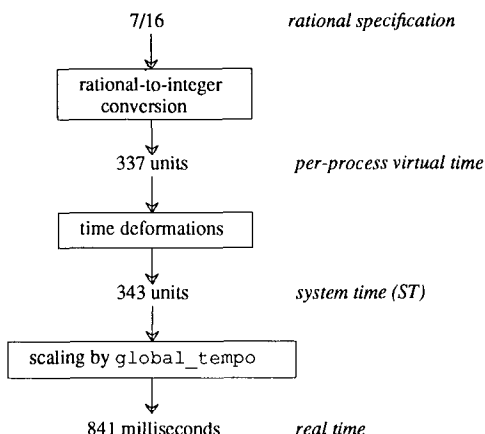 7/16 rational specification
rational-to-integer
conversion
337 units per-process virtual time
time deformations
343 units system time (ST)
scaling by global_tempo
841 milliseconds real time